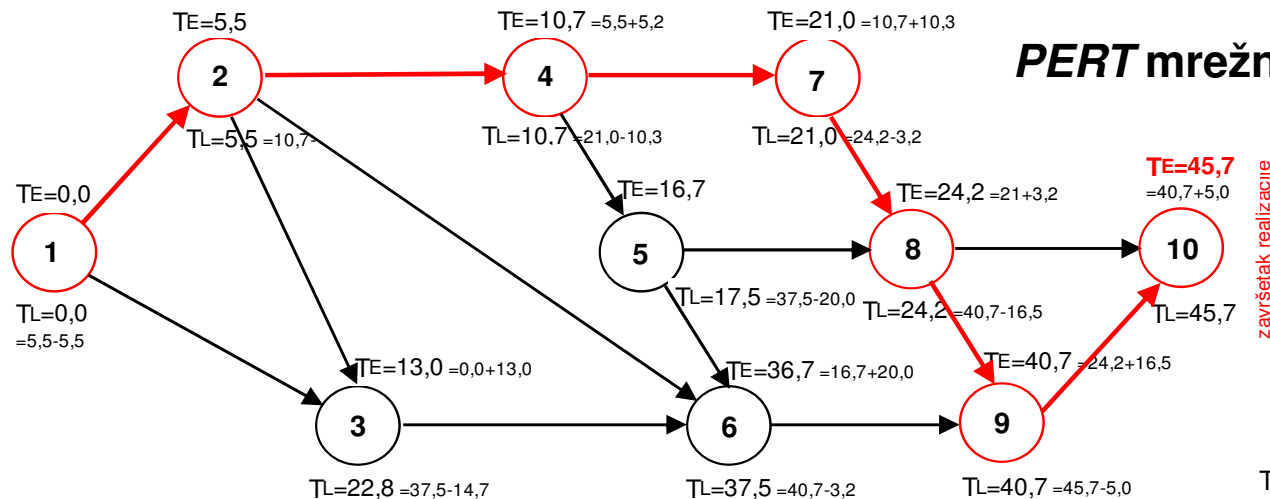 TE=5,5
TE=10,7 =5,5+5,2
TE=21,0 =10,7+10,3
PERT mrežn
2
4
7
TL=5,5 =10,7-
TL=10,7 =21,0-10,3
TL=21,0 =24,2-3,2
TE=0,0
TE=16,7
TE=24,2 =21+3,2
TE=45,7
=40,7+5,0
završetak realizacije
1
5
8
10
TL=0,0
=5,5-5,5
TL=17,5 =37,5-20,0
TL=24,2 =40,7-16,5
TL=45,7
TE=13,0 =0,0+13,0
TE=36,7 =16,7+20,0
TE=40,7 =24,2+16,5
3
6
9
TL=22,8 =37,5-14,7
TL=37,5 =40,7-3,2
TL=40,7 =45,7-5,0
T